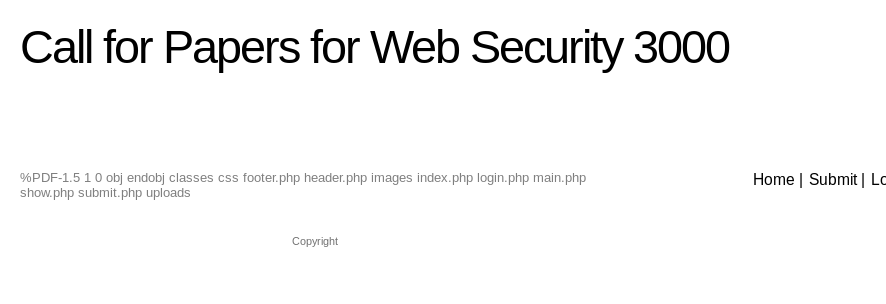 Call for Papers for Web Security 3000
%PDF-1.5 1 0 obj endobj classes css footer.php header.php images index.php login.php main.php
show.php submit.php uploads
Home | Submit |
Copyright